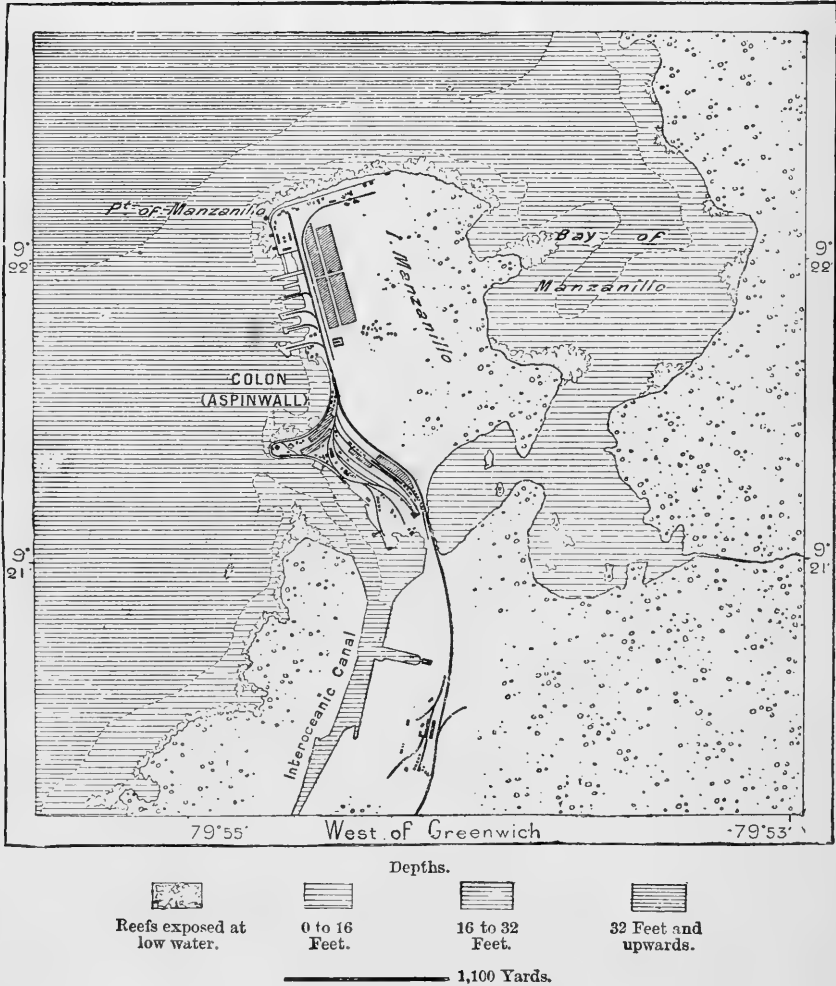 Pt. of Manzanillo
I. Manzanillo
Bay of
Manzanillo
9°
22'
9°
22'
COLON
(ASPINWALL)
9°
21'
9°
21'
Interoceanic Canal
79°55' West of Greenwich 79°53'
Depths.
Reefs exposed at
low water.
0 to 16
Feet.
16 to 32
Feet.
32 Feet and
upwards.
1,100 Yards.